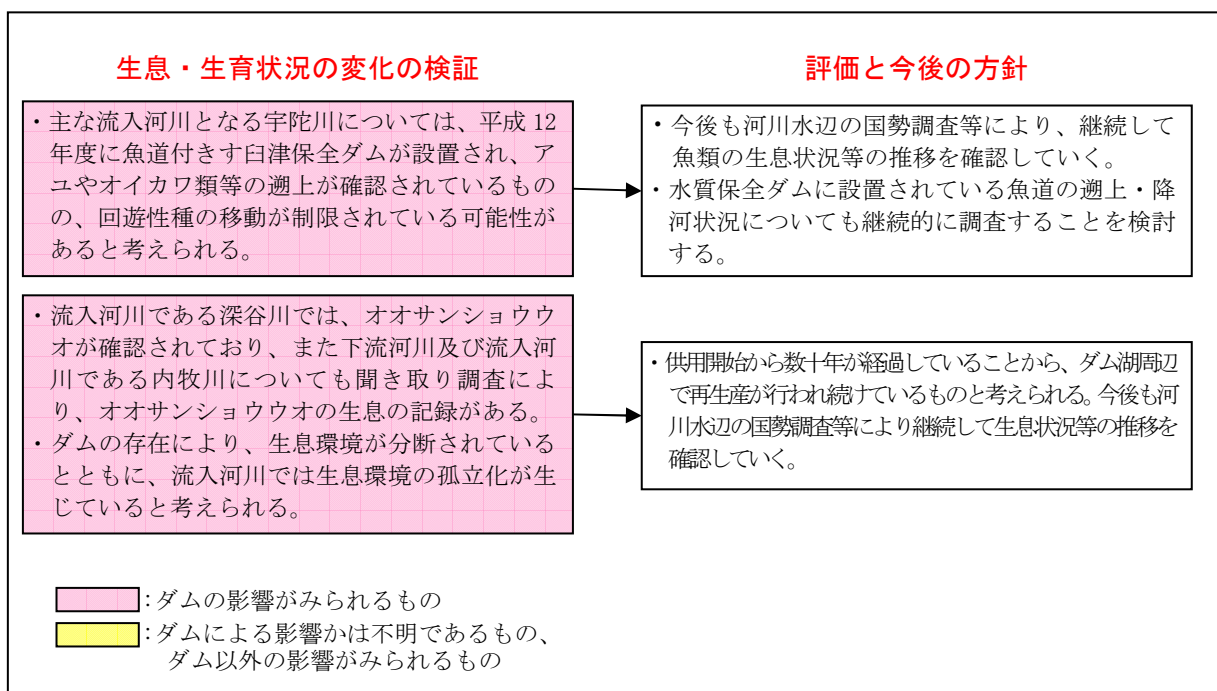 生息・生育状況の変化の検証
・主な流入河川となる宇陀川については、平成 12
年度に魚道付きす臼津保全ダムが設置され、ア
ユやオイカワ類等の遡上が確認されているもの
の、回遊性種の移動が制限されている可能性が
あると考えられる。
・流入河川である深谷川では、オオサンショウウ
オが確認されており、また下流河川及び流入河
川である内牧川についても聞き取り調査によ
り、オオサンショウウオの生息の記録がある。
・ダムの存在により、生息環境が分断されている
とともに、流入河川では生息環境の孤立化が生
じていると考えられる。
評価と今後の方針
・今後も河川水辺の国勢調査等により、継続して
魚類の生息状況等の推移を確認していく。
・水質保全ダムに設置されている魚道の遡上・降
河状況についても継続的に調査することを検討
する。
・供用開始から数十年が経過していることから、ダム湖周辺
で再生産が行われ続けているものと考えられる。今後も河
川水辺の国勢調査等により継続して生息状況等の推移を
確認していく。
:ダムの影響がみられるもの
:ダムによる影響かは不明であるもの、
ダム以外の影響がみられるもの